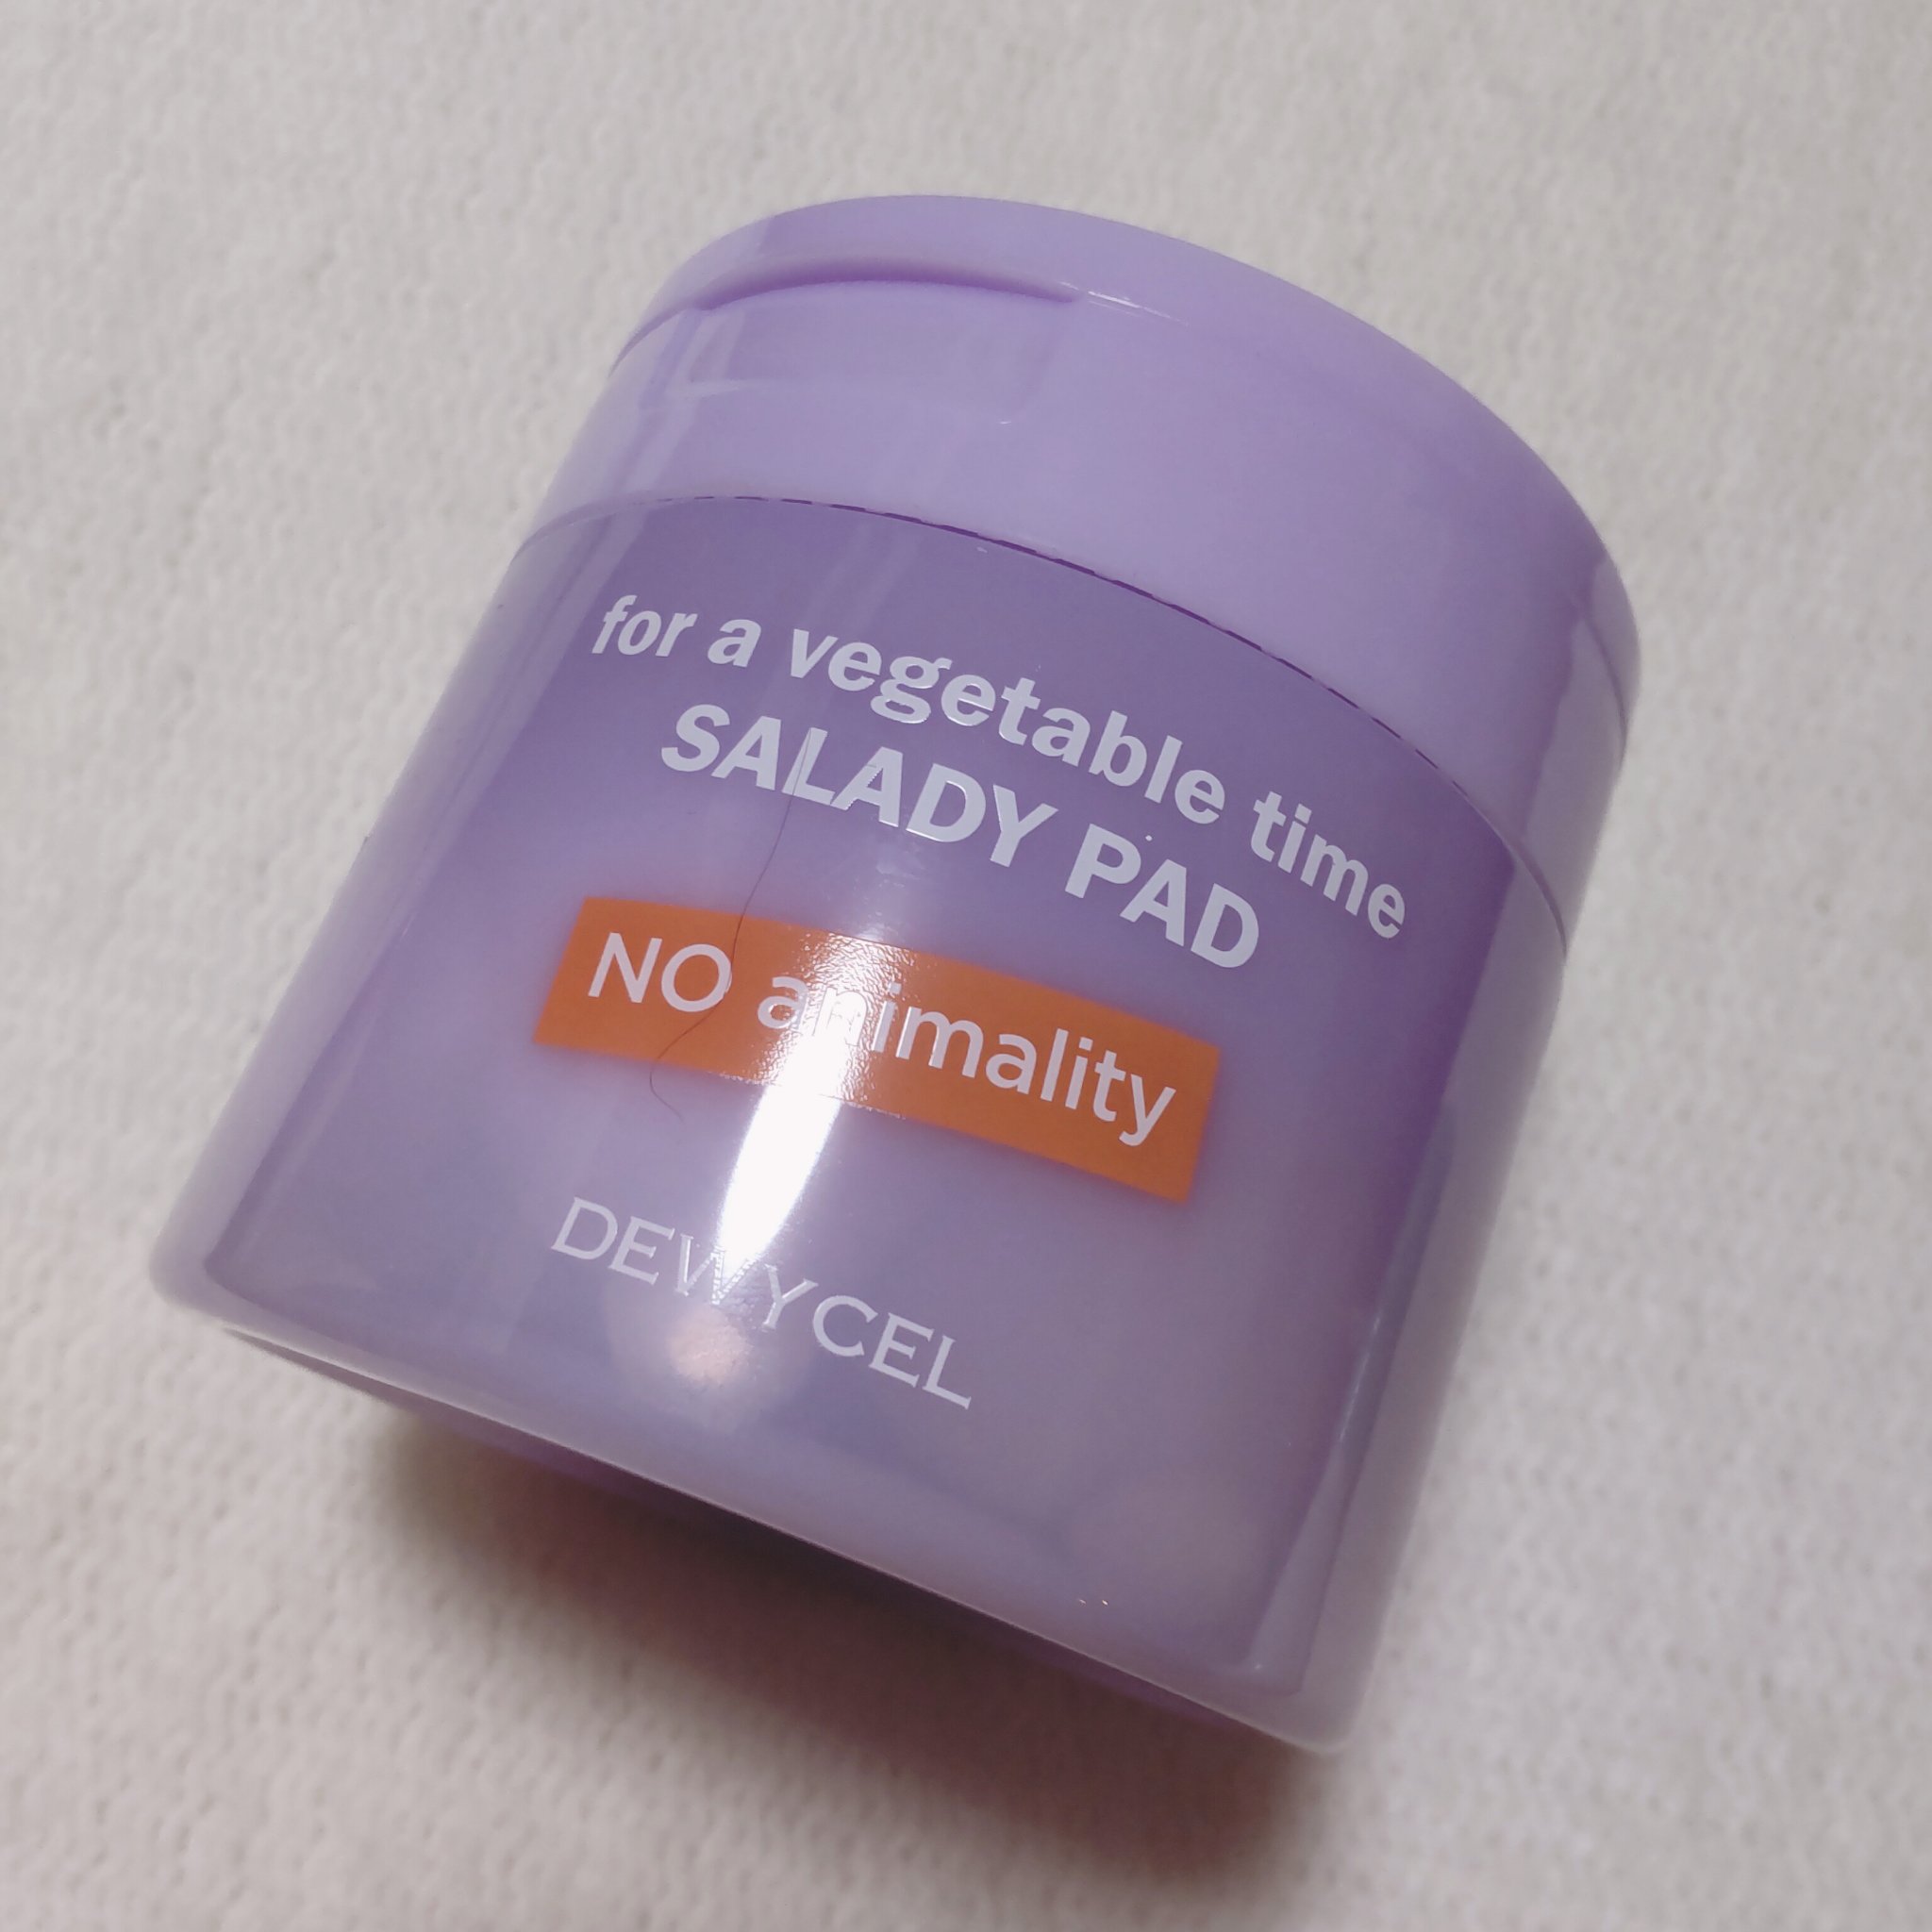 for a vegetable time
SALADY PAD
NO animality
DEWYCEL